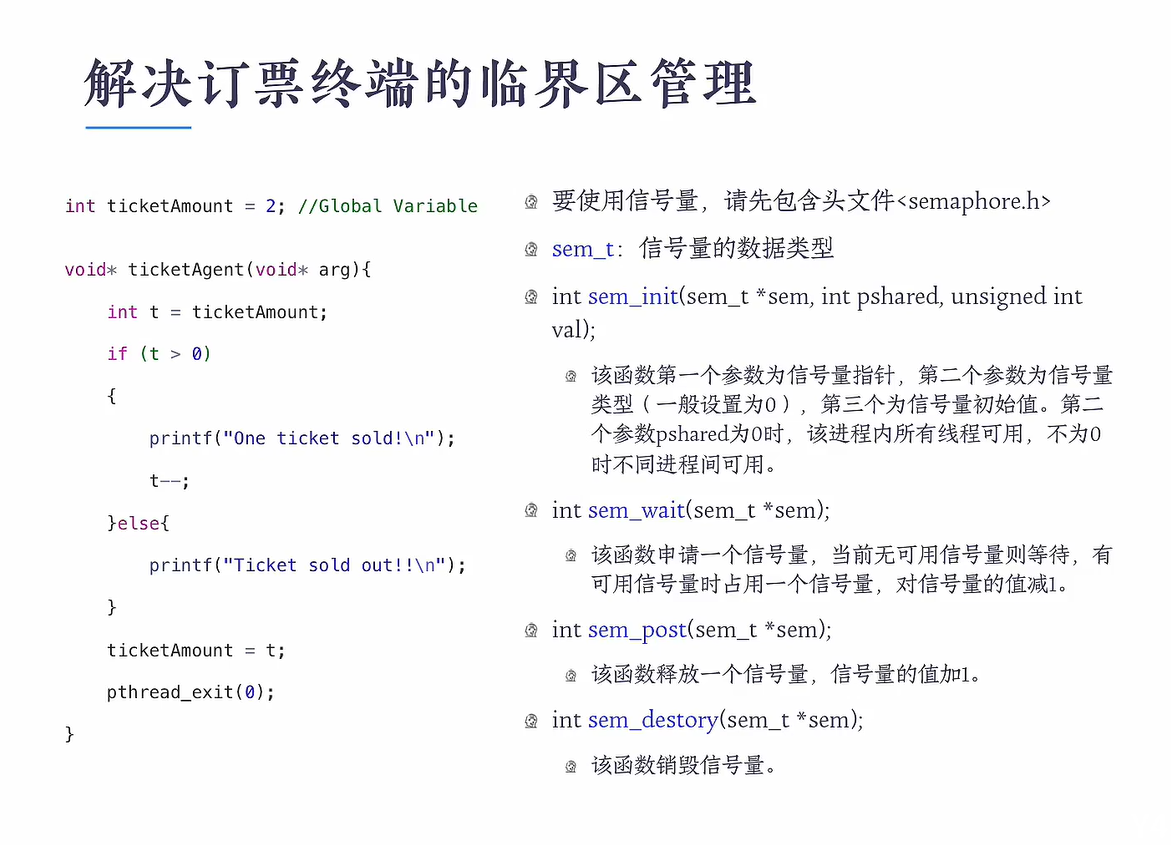 解决订票终端的临界区管理
int ticketAmount = 2; //Global Variable
void* ticketAgent(void* arg){
int t = ticketAmount;
if (t > 0)
{
printf("One ticket sold!\n");
t--;
}else{
printf("Ticket sold out!!\n");
}
ticketAmount = t;
pthread_exit(0);
}
要使用信号量，请先包含头文件<semaphore.h>
sem_t：信号量的数据类型
int sem_init(sem_t *sem, int pshared, unsigned int
val);
该函数第一个参数为信号量指针，第二个参数为信号量
类型（一般设置为0），第三个为信号量初始值。第二
个参数pshared为0时，该进程内所有线程可用，不为0
时不同进程间可用。
int sem_wait(sem_t *sem);
该函数申请一个信号量，当前无可用信号量则等待，有
可用信号量时占用一个信号量，对信号量的值减1。
int sem_post(sem_t *sem);
该函数释放一个信号量，信号量的值加1。
int sem_destory(sem_t *sem);
该函数销毁信号量。